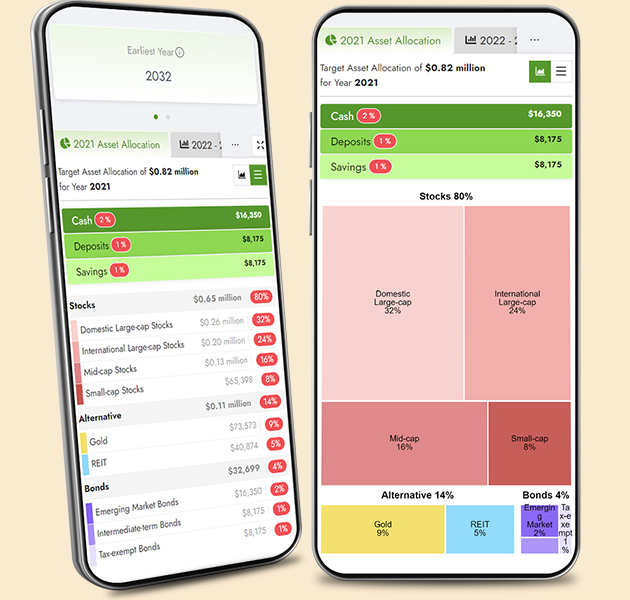 Earliest Year
2032
2021 Asset Allocation
2022 -
...
Target Asset Allocation of $0.82 million
for Year 2021
Cash 2 % $16,350
Deposits 1 % $8,175
Savings 1 % $8,175
Stocks $0.65 million 80%
Domestic Large-cap Stocks $0.26 million 32%
International Large-cap Stocks $0.20 million 24%
Mid-cap Stocks $0.13 million 16%
Small-cap Stocks $65,398 8%
Alternative $0.11 million 14%
Gold $73,573 9%
REIT $40,874 5%
Bonds $32,699 4%
Emerging Market Bonds $16,350 2%
Intermediate-term Bonds $8,175 1%
Tax-exempt Bonds $8,175 1%
2021 Asset Allocation
2022 - 2
...
Target Asset Allocation of $0.82 million
for Year 2021
Cash 2 % $16,350
Deposits 1 % $8,175
Savings 1 % $8,175
Stocks 80%
Domestic
Large-cap
32%
International
Large-cap
24%
Mid-cap
16%
Small-cap
8%
Alternative 14%
Bonds 4%
Gold
9%
REIT
5%
Emergin
g
Market
2%
Ta
x-e
xe
mpt
1
%